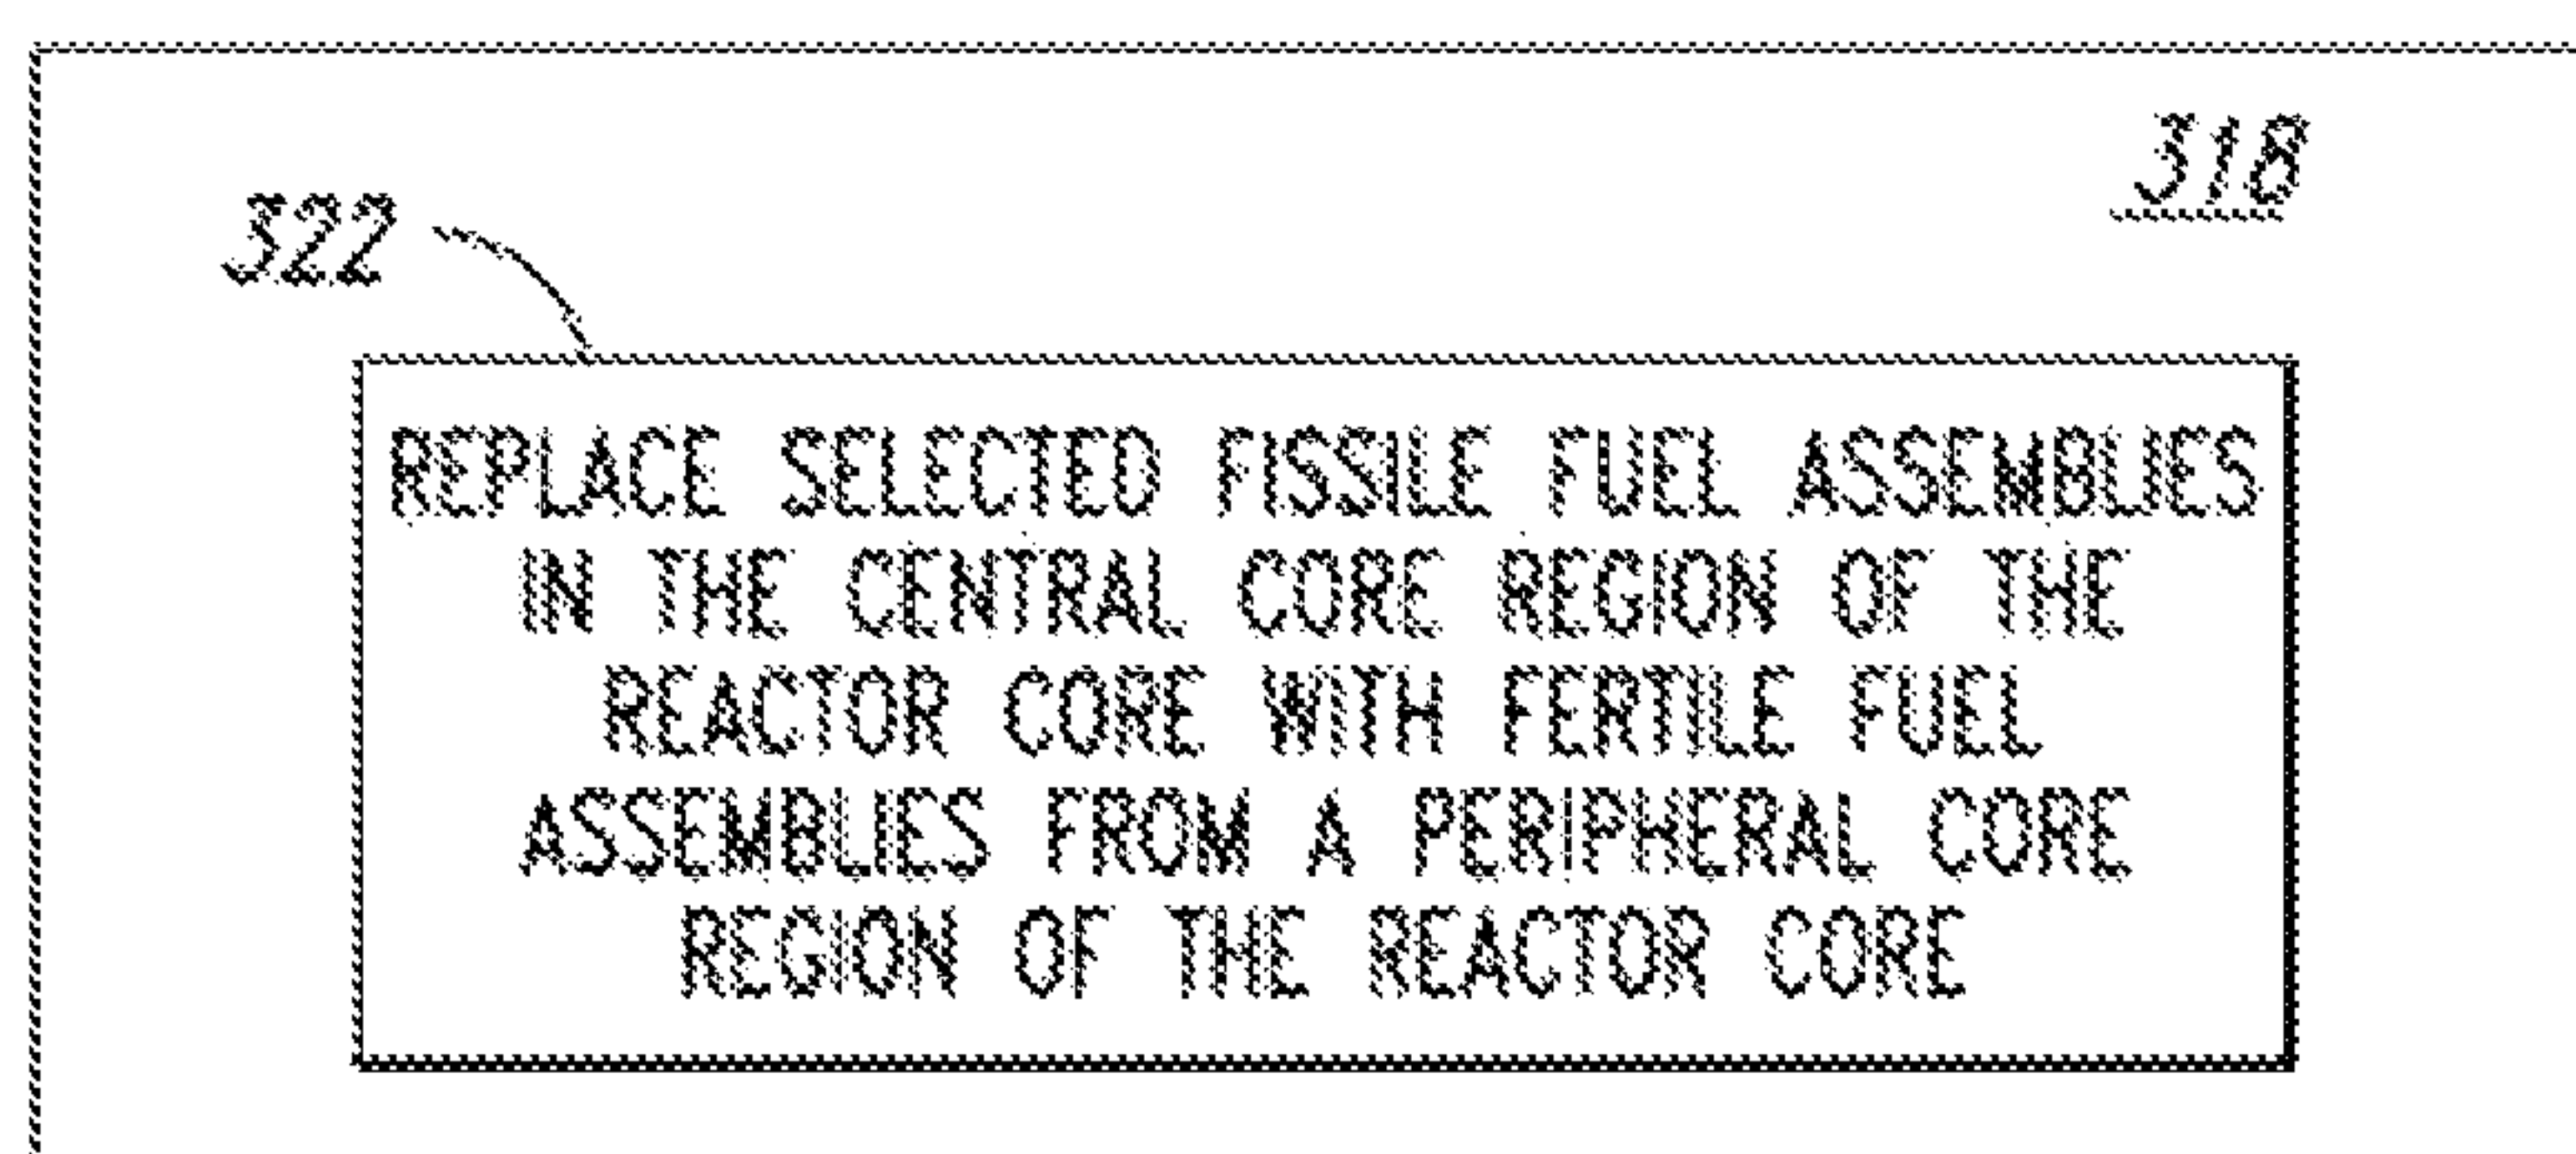 318
322
REPLACE SELECTED FISSILE FUEL ASSEMBLIES
IN THE CENTRAL CORE REGION OF THE
REACTOR CORE WITH FERTILE FUEL
ASSEMBLIES FROM A PERIPHERAL CORE
REGION OF THE REACTOR CORE